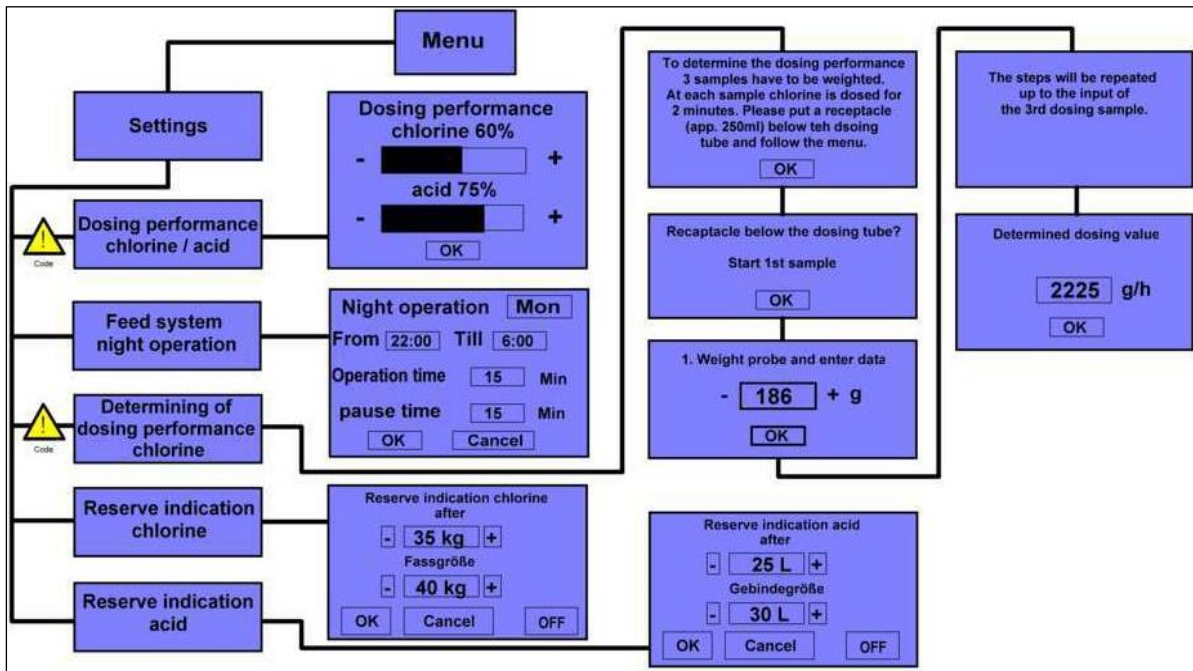 Menu
Settings
Dosing performance
chlorine / acid
Code
Feed system
night operation
Determining of
dosing performance
chlorine
Code
Reserve indication
chlorine
Reserve indication
acid
Dosing performance
chlorine 60%
- +
acid 75%
- +
OK
Night operation Mon
From 22:00 Till 6:00
Operation time 15 Min
pause time 15 Min
OK Cancel
Reserve indication chlorine
after
- 35 kg +
Fassgröße
- 40 kg +
OK Cancel OFF
To determine the dosing performance
3 samples have to be weighted.
At each sample chlorine is dosed for
2 minutes. Please put a receptacle
(app. 250ml) below teh dsoing
tube and follow the menu.
OK
Recaptacle below the dosing tube?
Start 1st sample
OK
1. Weight probe and enter data
- 186 + g
OK
Reserve indication acid
after
- 25 L +
Gebindegröße
- 30 L +
OK Cancel OFF
The steps will be repeated
up to the input of
the 3rd dosing sample.
Determined dosing value
2225 g/h
OK